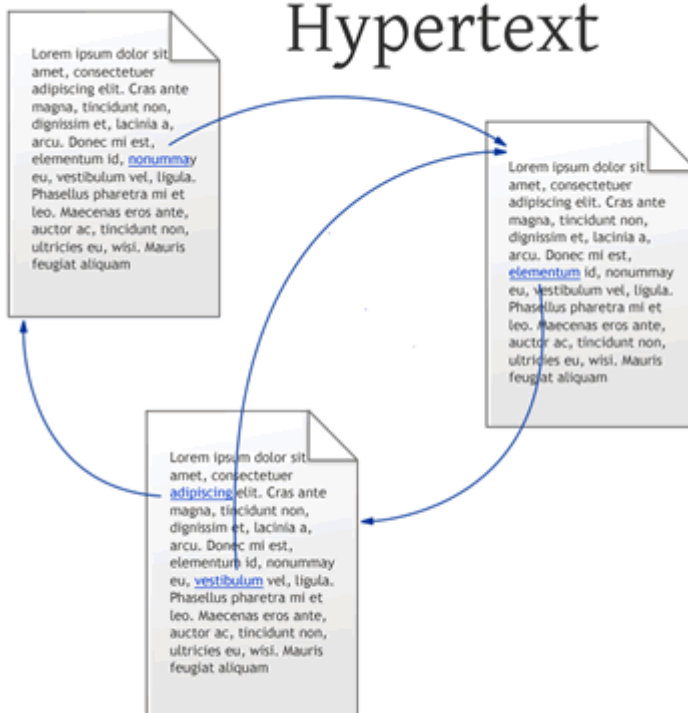 Hypertext
Lorem ipsum dolor sit
amet, consectetuer
adipiscing elit. Cras ante
magna, tincidunt non,
dignissim et, lacinia a,
arcu. Donec mi est,
elementum id, nonummay
eu, vestibulum vel, ligula.
Phasellus pharetra mi et
leo. Maecenas eros ante,
auctor ac, tincidunt non,
ultricies eu, wisi. Mauris
feugiat aliquam
Lorem ipsum dolor sit
amet, consectetuer
adipiscing elit. Cras ante
magna, tincidunt non,
dignissim et, lacinia a,
arcu. Donec mi est,
elementum id, nonummay
eu, vestibulum vel, ligula.
Phasellus pharetra mi et
leo. Maecenas eros ante,
auctor ac, tincidunt non,
ultricies eu, wisi. Mauris
feugiat aliquam
Lorem ipsum dolor sit
amet, consectetuer
adipiscing elit. Cras ante
magna, tincidunt non,
dignissim et, lacinia a,
arcu. Donec mi est,
elementum id, nonummay
eu, vestibulum vel, ligula.
Phasellus pharetra mi et
leo. Maecenas eros ante,
auctor ac, tincidunt non,
ultricies eu, wisi. Mauris
feugiat aliquam